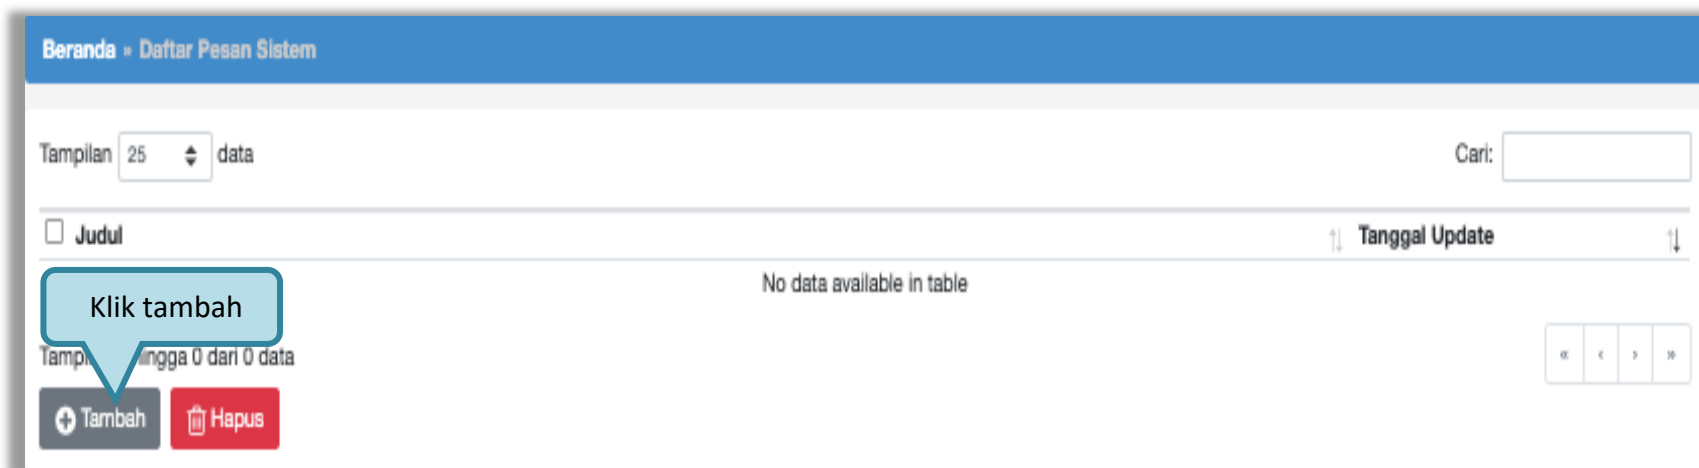 Beranda » Daftar Pesan Sistem
Tampilan 25 data
Cari:
Judul
Tanggal Update
No data available in table
Klik tambah
hingga 0 dari 0 data
« ‹ › »
Tambah
Hapus